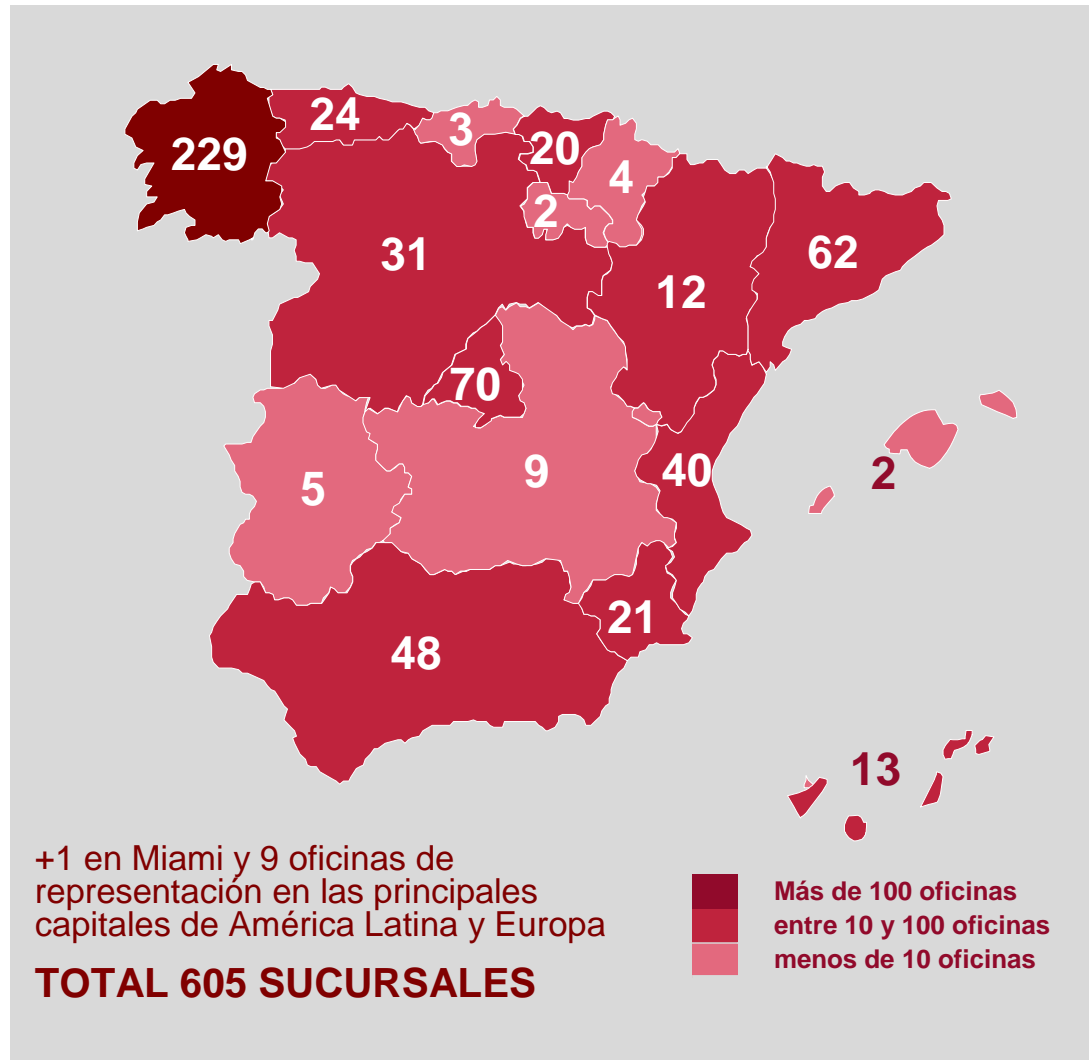 24
3
229
20
4
2
31
62
12
70
40
2
5
9
21
48
13
+1 en Miami y 9 oficinas de
representación en las principales
capitales de América Latina y Europa
TOTAL 605 SUCURSALES
Más de 100 oficinas
entre 10 y 100 oficinas
menos de 10 oficinas